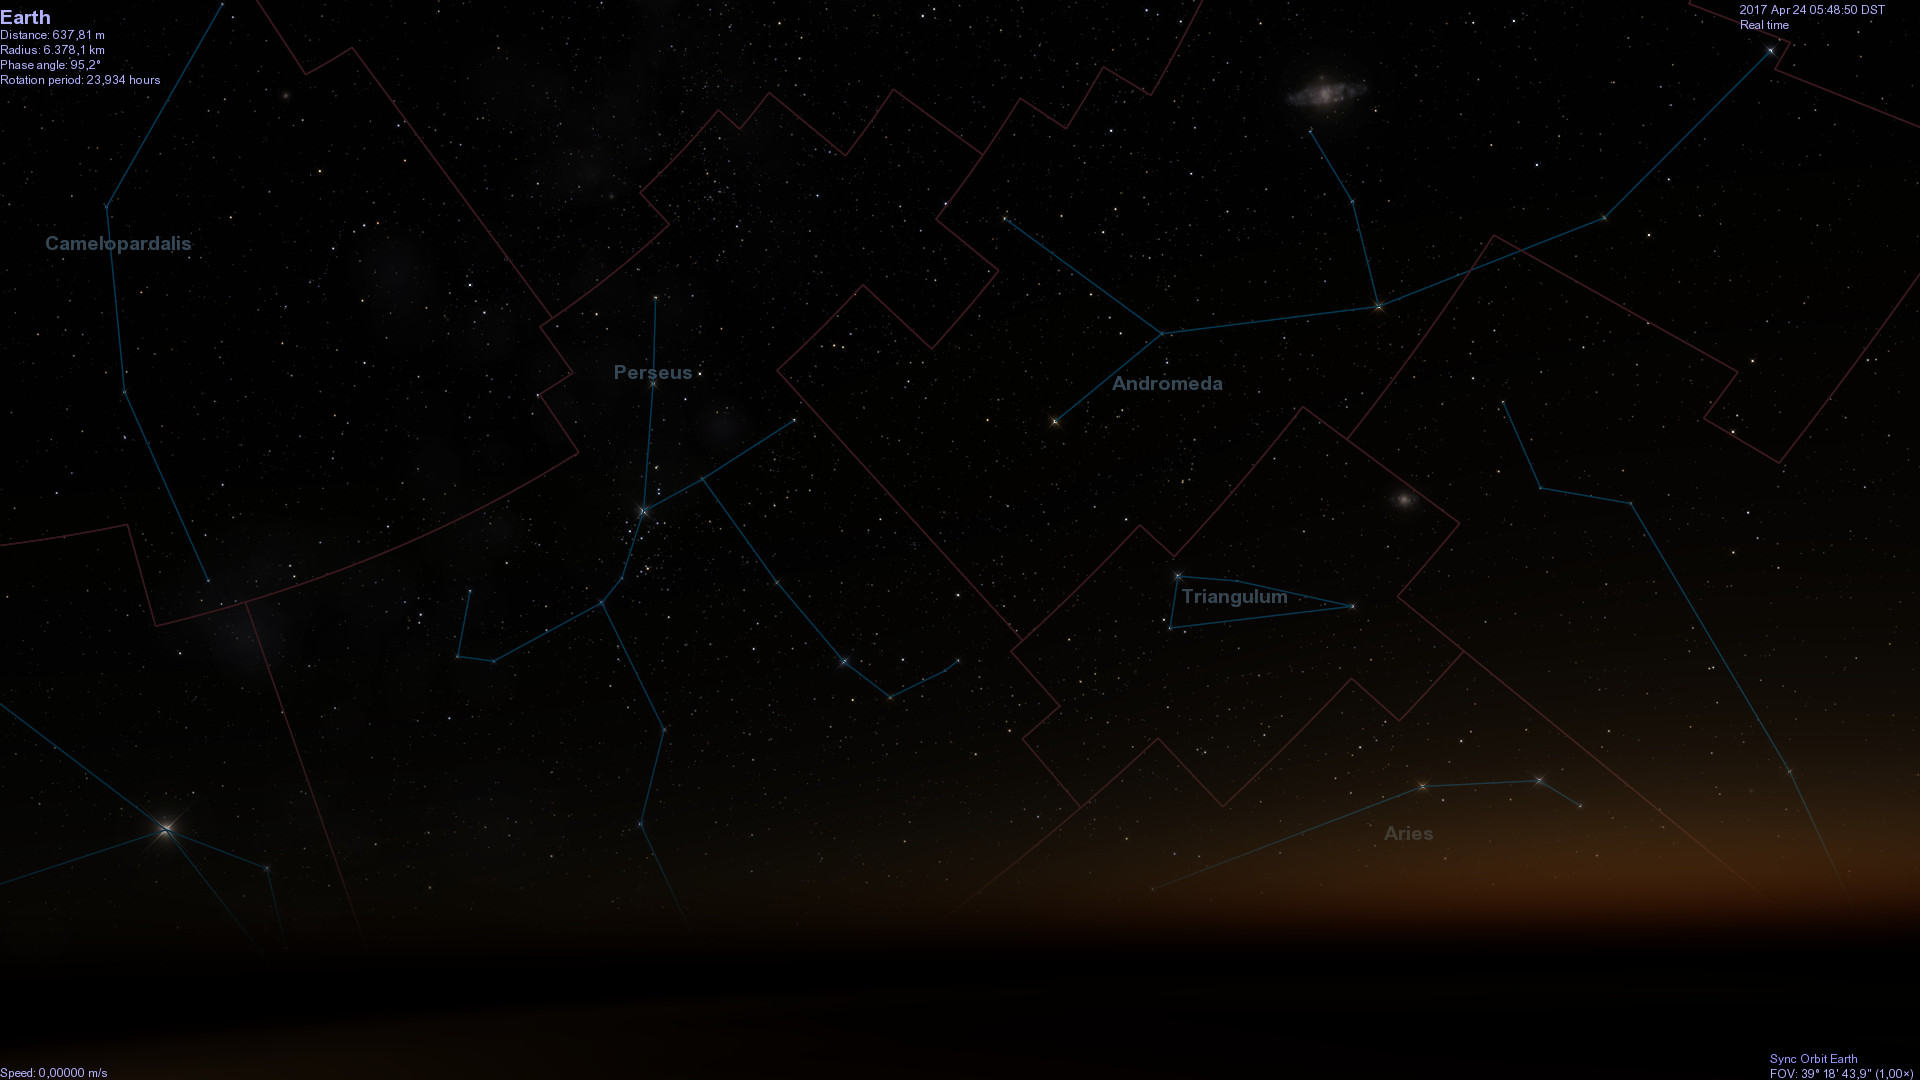 Earth
Distance: 637,81 m
Radius: 6.378,1 km
Phase angle: 95,2°
Rotation period: 23,934 hours
2017 Apr 24 05:48:50 DST
Real time
Camelopardalis
Perseus
Andromeda
Triangulum
Aries
Speed: 0,00000 m/s
Sync Orbit Earth
FOV: 39° 18' 43,9" (1,00×)